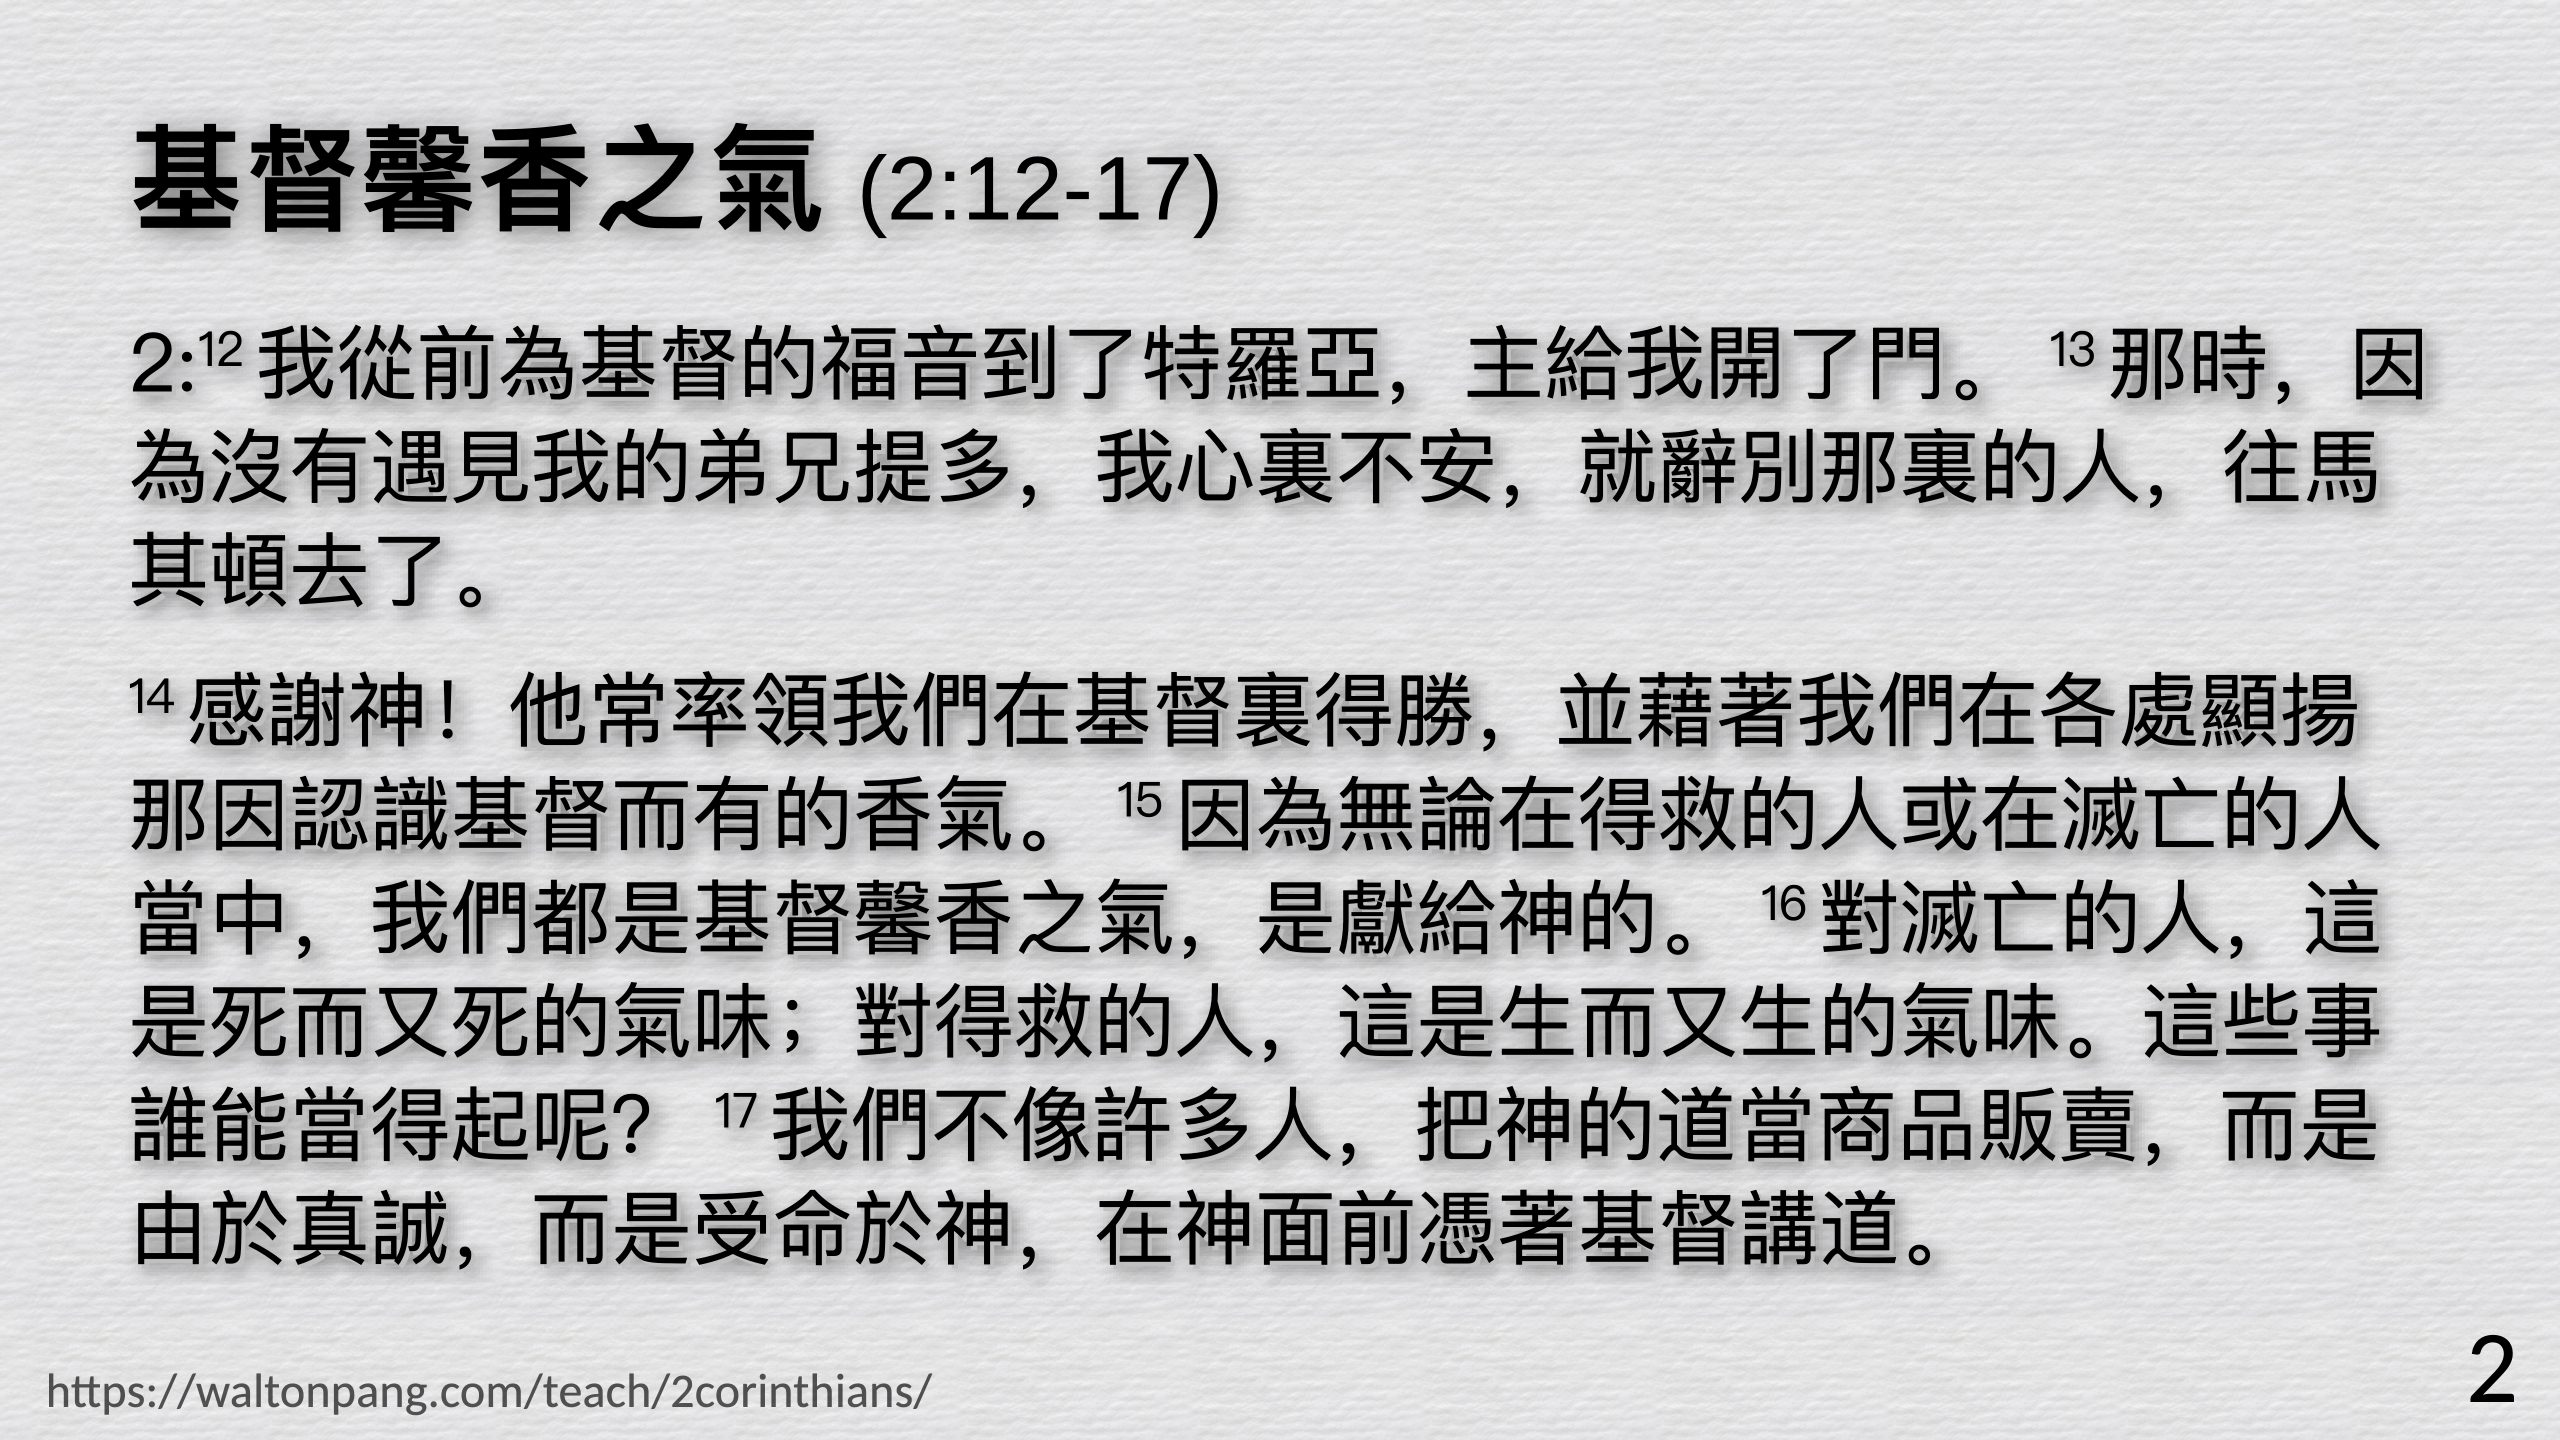 基督馨香之氣 (2:12-17)
2:12 我從前為基督的福音到了特羅亞，主給我開了門。 13 那時，因
為沒有遇見我的弟兄提多，我心裏不安，就辭別那裏的人，往馬
其頓去了。
14 感謝神！他常率領我們在基督裏得勝，並藉著我們在各處顯揚
那因認識基督而有的香氣。 15 因為無論在得救的人或在滅亡的人
當中，我們都是基督馨香之氣，是獻給神的。 16 對滅亡的人，這
是死而又死的氣味；對得救的人，這是生而又生的氣味。這些事
誰能當得起呢？ 17 我們不像許多人，把神的道當商品販賣，而是
由於真誠，而是受命於神，在神面前憑著基督講道。
https://waltonpang.com/teach/2corinthians/
2